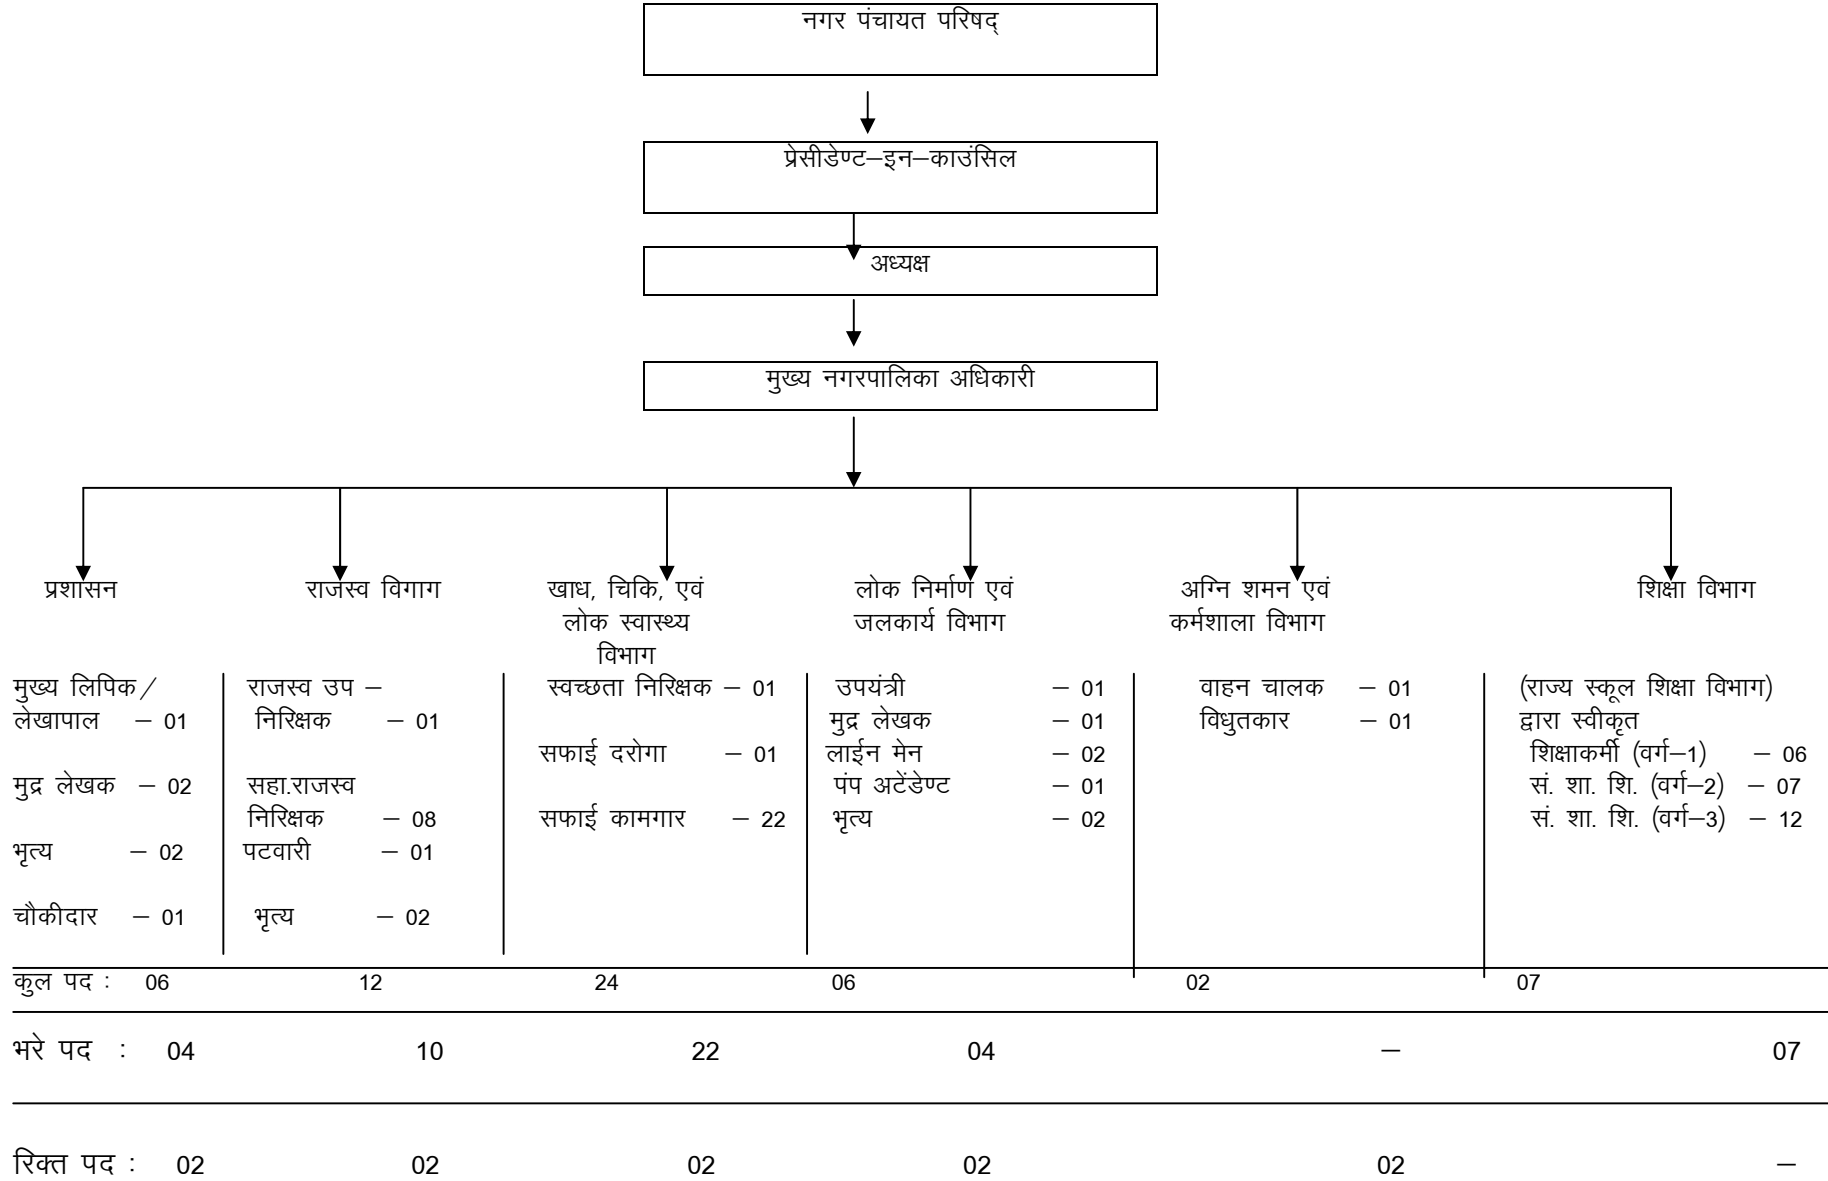 नगर पंचायत परिषद्
प्रेसीडेण्ट–इन–काउंसिल
अध्यक्ष
मुख्य नगरपालिका अधिकारी
प्रशासन
मुख्य लिपिक/
लेखापाल – 01
मुद्र लेखक – 02
भृत्य – 02
चौकीदार – 01
राजस्व विगाग
राजस्व उप –
निरिक्षक – 01
सहा.राजस्व
निरिक्षक – 08
पटवारी – 01
भृत्य – 02
खाध, चिकि, एवं
लोक स्वास्थ्य
विभाग
स्वच्छता निरिक्षक – 01
सफाई दरोगा – 01
सफाई कामगार – 22
लोक निर्माण एवं
जलकार्य विभाग
उपयंत्री – 01
मुद्र लेखक – 01
लाईन मेन – 02
पंप अटेंडेण्ट – 01
भृत्य – 02
अग्नि शमन एवं
कर्मशाला विभाग
वाहन चालक – 01
विधुतकार – 01
शिक्षा विभाग
(राज्य स्कूल शिक्षा विभाग)
द्वारा स्वीकृत
शिक्षाकर्मी (वर्ग–1) – 06
सं. शा. शि. (वर्ग–2) – 07
सं. शा. शि. (वर्ग–3) – 12
कुल पद : 06 12 24 06 02 07
भरे पद : 04 10 22 04 – 07
रिक्त पद : 02 02 02 02 02 –